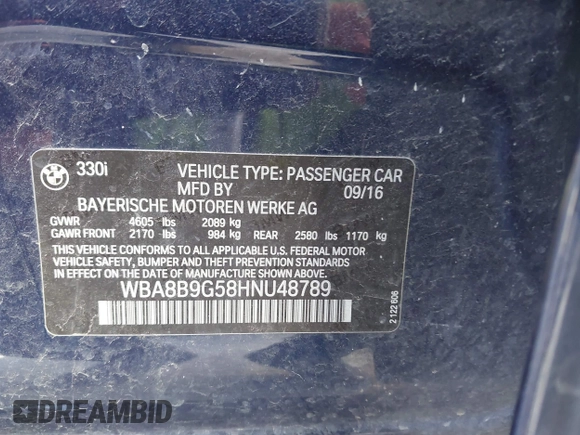 330i
VEHICLE TYPE: PASSENGER CAR
MFD BY 09/16
BAYERISCHE MOTOREN WERKE AG
GVWR 4605 lbs 2089 kg
GAWR FRONT 2170 lbs 984 kg REAR 2580 lbs 1170 kg
THIS VEHICLE CONFORMS TO ALL APPLICABLE U.S. FEDERAL MOTOR
VEHICLE SAFETY, BUMPER AND THEFT PREVENTION STANDARDS
IN EFFECT ON THE DATE OF MANUFACTURE SHOWN ABOVE.
WBA8B9G58HNU48789
2 122 606
DREAMBID